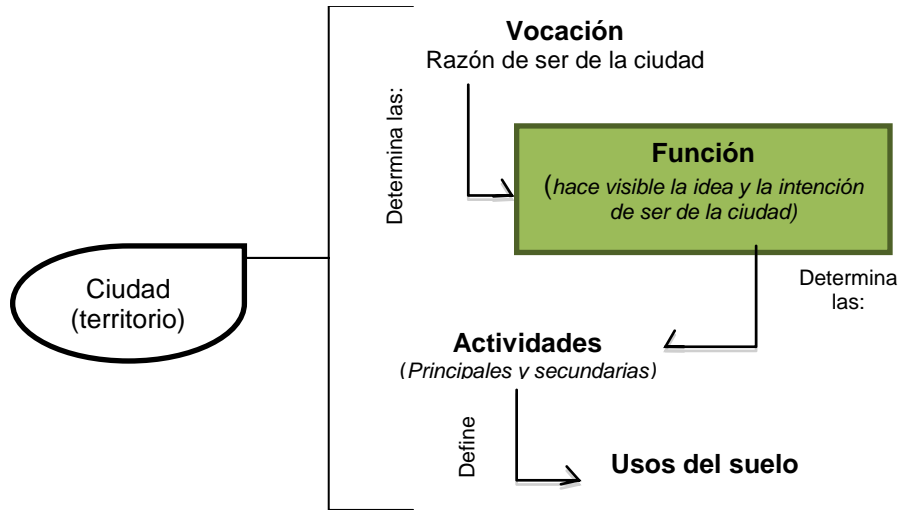 Vocación
Razón de ser de la ciudad
Determina las:
Función
(hace visible la idea y la intención
de ser de la ciudad)
Ciudad
(territorio)
Determina
las:
Actividades
(Principales y secundarias)
Define
Usos del suelo